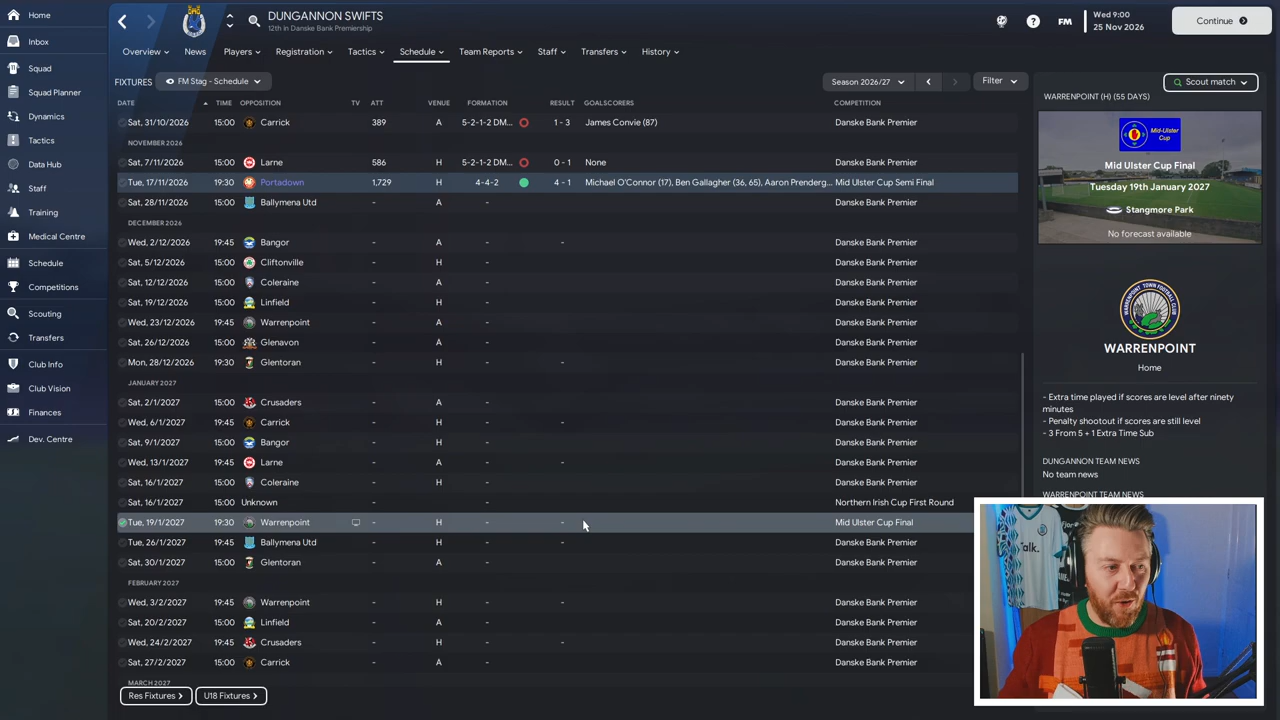 Home
DUNGANNON SWIFTS
12th in Danske Bank Premiership
? FM
Wed 9:00
25 Nov 2026
Continue
Inbox
Squad
Squad Planner
Dynamics
Tactics
Data Hub
Staff
Training
Medical Centre
Schedule
Competitions
Scouting
Transfers
Club Info
Club Vision
Finances
Dev. Centre
Overview News Players Registration Tactics Schedule Team Reports Staff Transfers History
FIXTURES FM Stag - Schedule Season 2026/27 Filter
DATE TIME OPPOSITION TV ATT VENUE FORMATION RESULT GOALSCORERS COMPETITION
Sat, 31/10/2026 15:00 Carrick 389 A 5-2-1-2 DM... 1 - 3 James Convie (87) Danske Bank Premier
NOVEMBER 2026
Sat, 7/11/2026 15:00 Larne 586 H 5-2-1-2 DM... 0 - 1 None Danske Bank Premier
Tue, 17/11/2026 19:30 Portadown 1,729 H 4-4-2 4 - 1 Michael O'Connor (17), Ben Gallagher (36, 65), Aaron Prenderg... Mid Ulster Cup Semi Final
Sat, 28/11/2026 15:00 Ballymena Utd - A - Danske Bank Premier
DECEMBER 2026
Wed, 2/12/2026 19:45 Bangor - A - - Danske Bank Premier
Sat, 5/12/2026 15:00 Cliftonville - H - Danske Bank Premier
Sat, 12/12/2026 15:00 Coleraine - A - Danske Bank Premier
Sat, 19/12/2026 15:00 Linfield - H - Danske Bank Premier
Wed, 23/12/2026 19:45 Warrenpoint - A - - Danske Bank Premier
Sat, 26/12/2026 15:00 Glenavon - A - Danske Bank Premier
Mon, 28/12/2026 19:30 Glentoran - H - - Danske Bank Premier
JANUARY 2027
Sat, 2/1/2027 15:00 Crusaders - A - Danske Bank Premier
Wed, 6/1/2027 19:45 Carrick - H - - Danske Bank Premier
Sat, 9/1/2027 15:00 Bangor - H - Danske Bank Premier
Wed, 13/1/2027 19:45 Larne - A - - Danske Bank Premier
Sat, 16/1/2027 15:00 Coleraine - H - Danske Bank Premier
Sat, 16/1/2027 15:00 Unknown - - Northern Irish Cup First Round
Tue, 19/1/2027 19:30 Warrenpoint - H - - Mid Ulster Cup Final
Tue, 26/1/2027 19:45 Ballymena Utd - H - - Danske Bank Premier
Sat, 30/1/2027 15:00 Glentoran - A - Danske Bank Premier
FEBRUARY 2027
Wed, 3/2/2027 19:45 Warrenpoint - H - - Danske Bank Premier
Sat, 20/2/2027 15:00 Linfield - A - Danske Bank Premier
Wed, 24/2/2027 19:45 Crusaders - H - - Danske Bank Premier
Sat, 27/2/2027 15:00 Carrick - A - Danske Bank Premier
MARCH 2027
Res Fixtures U18 Fixtures
Scout match
WARRENPOINT (H) (55 DAYS)
Mid-Ulster
Cup
Mid Ulster Cup Final
Tuesday 19th January 2027
Stangmore Park
No forecast available
WARRENPOINT
Home
- Extra time played if scores are level after ninety
minutes
- Penalty shootout if scores are still level
- 3 From 5 + 1 Extra Time Sub
DUNGANNON TEAM NEWS
No team news
WARRENPOINT TEAM NEWS
Talk.